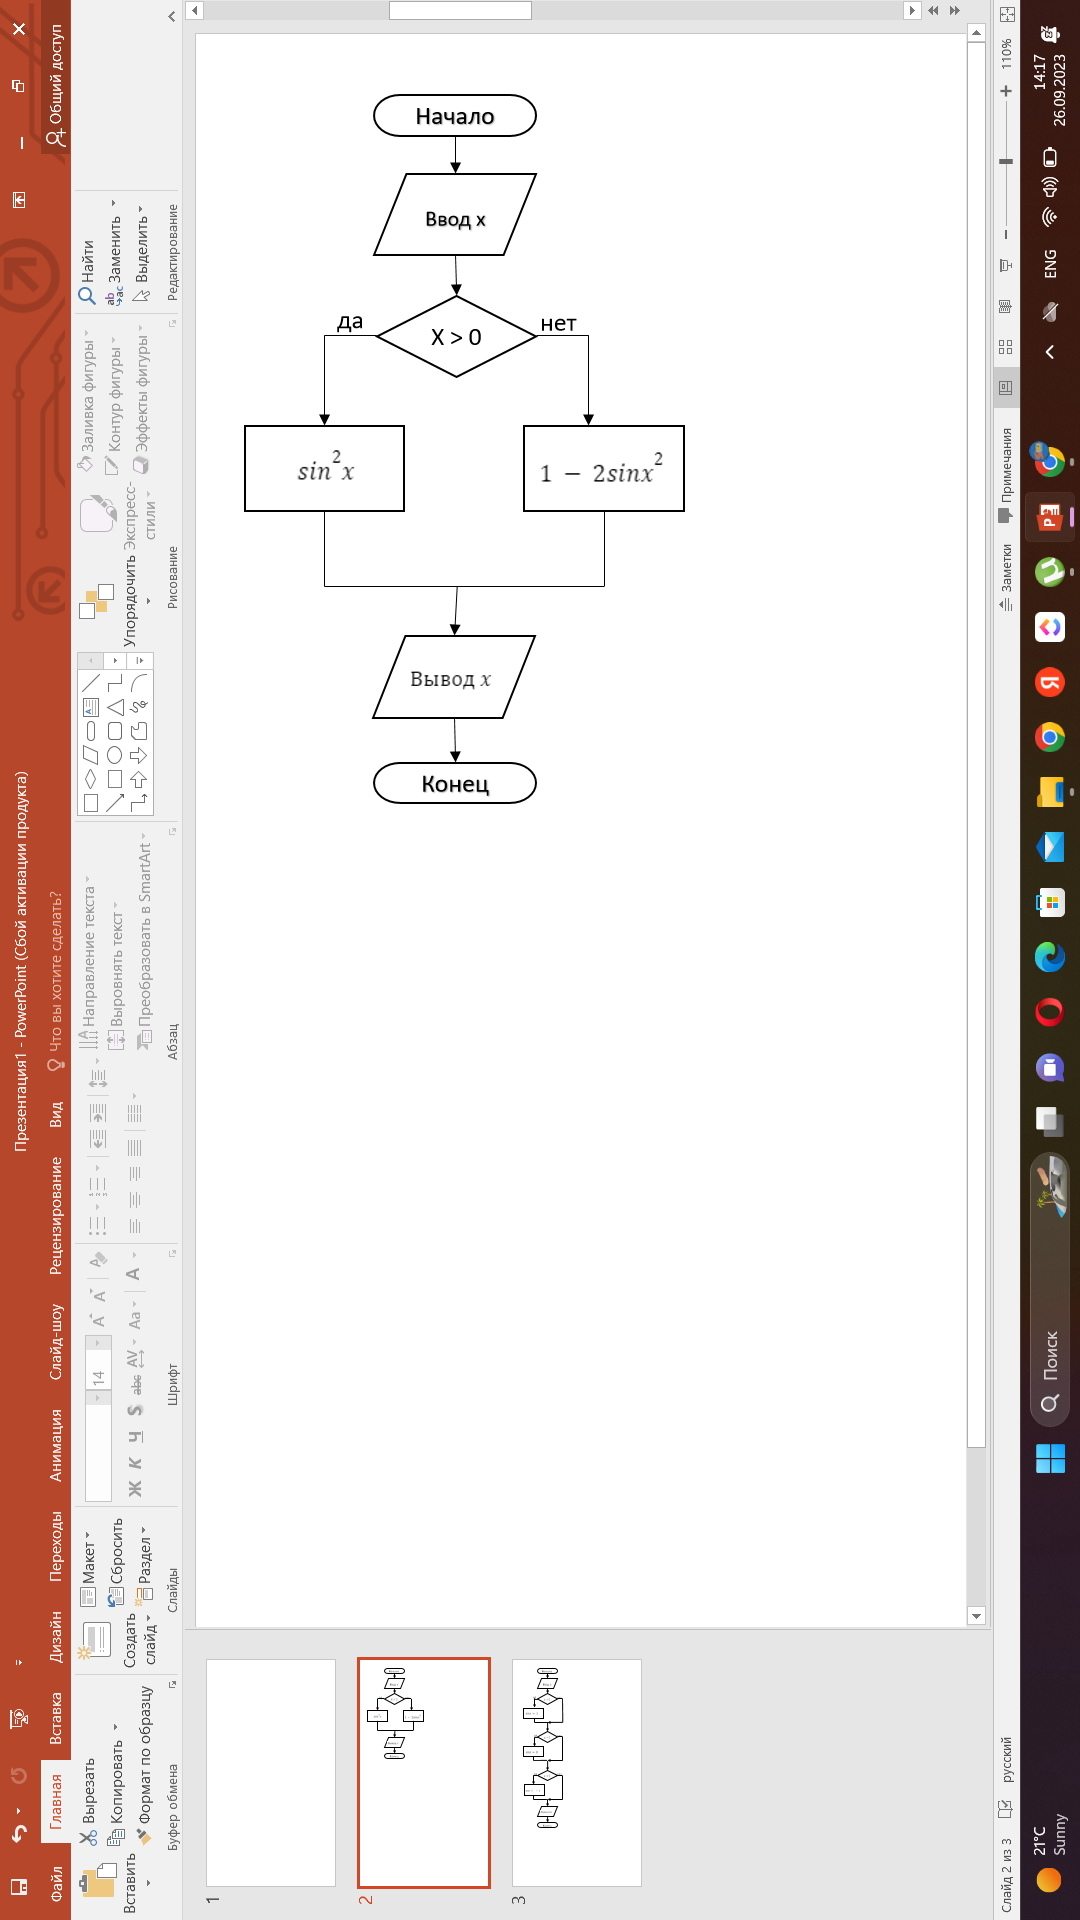 Презентация1 - PowerPoint (Сбой активации продукта)
Файл
Главная
Вставка
Дизайн
Переходы
Анимация
Слайд-шоу
Рецензирование
Вид
Что вы хотите сделать?
Общий доступ
Вставить
Вырезать
Копировать
Формат по образцу
Буфер обмена
Создать
слайд
Макет
Сбросить
Раздел
Слайды
14
Ж К Ч S abc AV Aa A
Шрифт
Направление текста
Выровнять текст
Преобразовать в SmartArt
Абзац
Упорядочить
Экспресс-
стили
Заливка фигуры
Контур фигуры
Эффекты фигуры
Рисование
Найти
Заменить
Выделить
Редактирование
1
2
3
Начало
Ввод x
X > 0
да
нет
sin²x
1 − 2sinx²
Вывод x
Конец
Слайд 2 из 3
русский
Заметки
Примечания
110%
21°C
Sunny
Поиск
ENG
14:17
26.09.2023